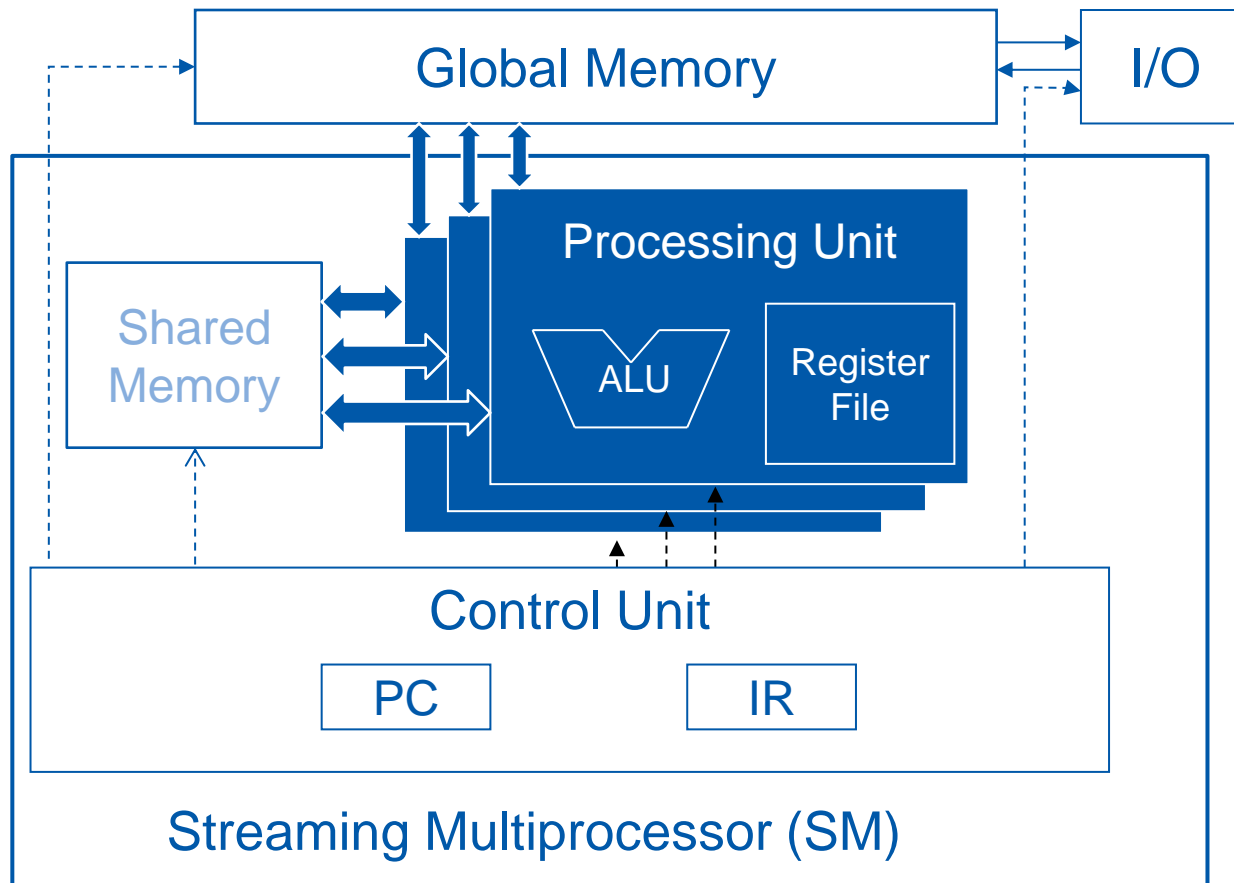 Global Memory
I/O
Processing Unit
Shared
Memory
ALU
Register
File
Control Unit
PC
IR
Streaming Multiprocessor (SM)